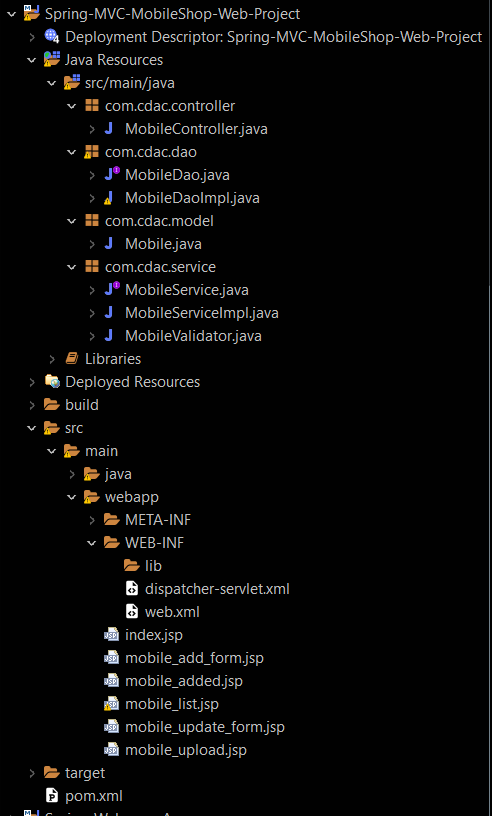 Spring-MVC-MobileShop-Web-Project
Deployment Descriptor: Spring-MVC-MobileShop-Web-Project
Java Resources
src/main/java
com.cdac.controller
MobileController.java
com.cdac.dao
MobileDao.java
MobileDaoImpl.java
com.cdac.model
Mobile.java
com.cdac.service
MobileService.java
MobileServiceImpl.java
MobileValidator.java
Libraries
Deployed Resources
build
src
main
java
webapp
META-INF
WEB-INF
lib
dispatcher-servlet.xml
web.xml
index.jsp
mobile_add_form.jsp
mobile_added.jsp
mobile_list.jsp
mobile_update_form.jsp
mobile_upload.jsp
target
pom.xml